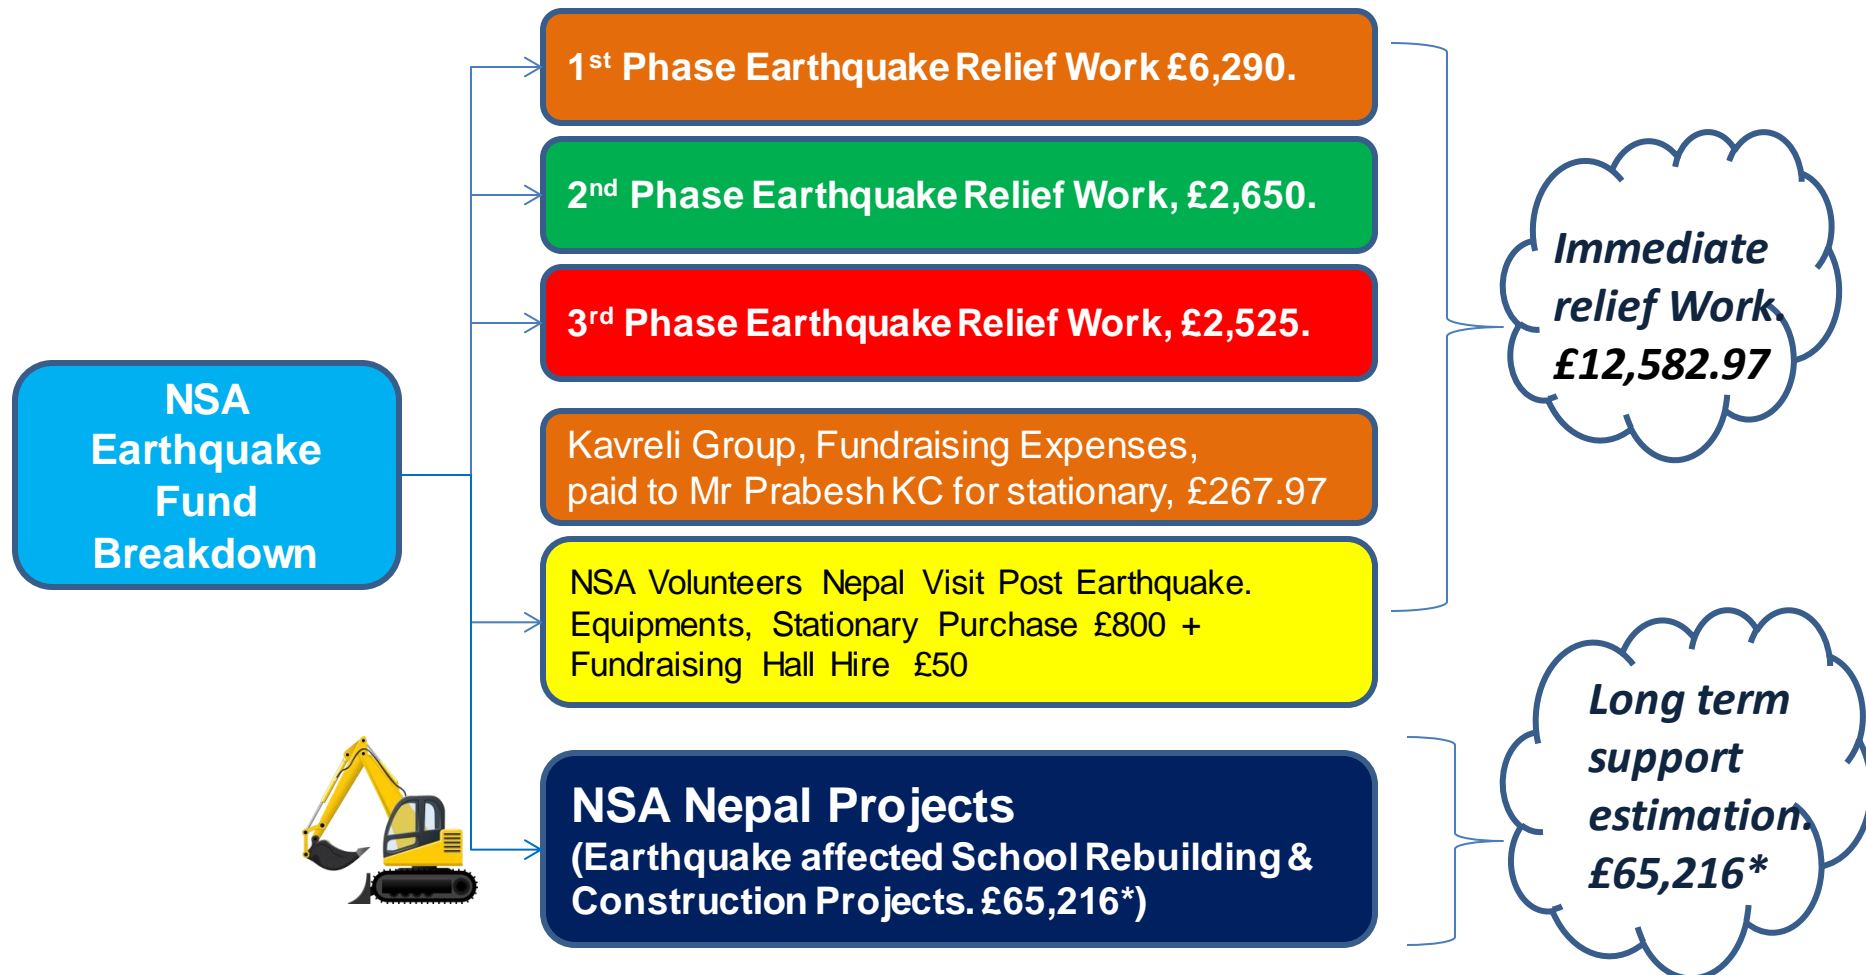 1st Phase Earthquake Relief Work £6,290.
2nd Phase Earthquake Relief Work, £2,650.
3rd Phase Earthquake Relief Work, £2,525.
Kavreli Group, Fundraising Expenses,
paid to Mr Prabesh KC for stationary, £267.97
NSA Volunteers Nepal Visit Post Earthquake.
Equipments, Stationary Purchase £800 +
Fundraising Hall Hire £50
NSA Nepal Projects
(Earthquake affected School Rebuilding &
Construction Projects. £65,216*)
NSA
Earthquake
Fund
Breakdown
Immediate
relief Work.
£12,582.97
Long term
support
estimation.
£65,216*